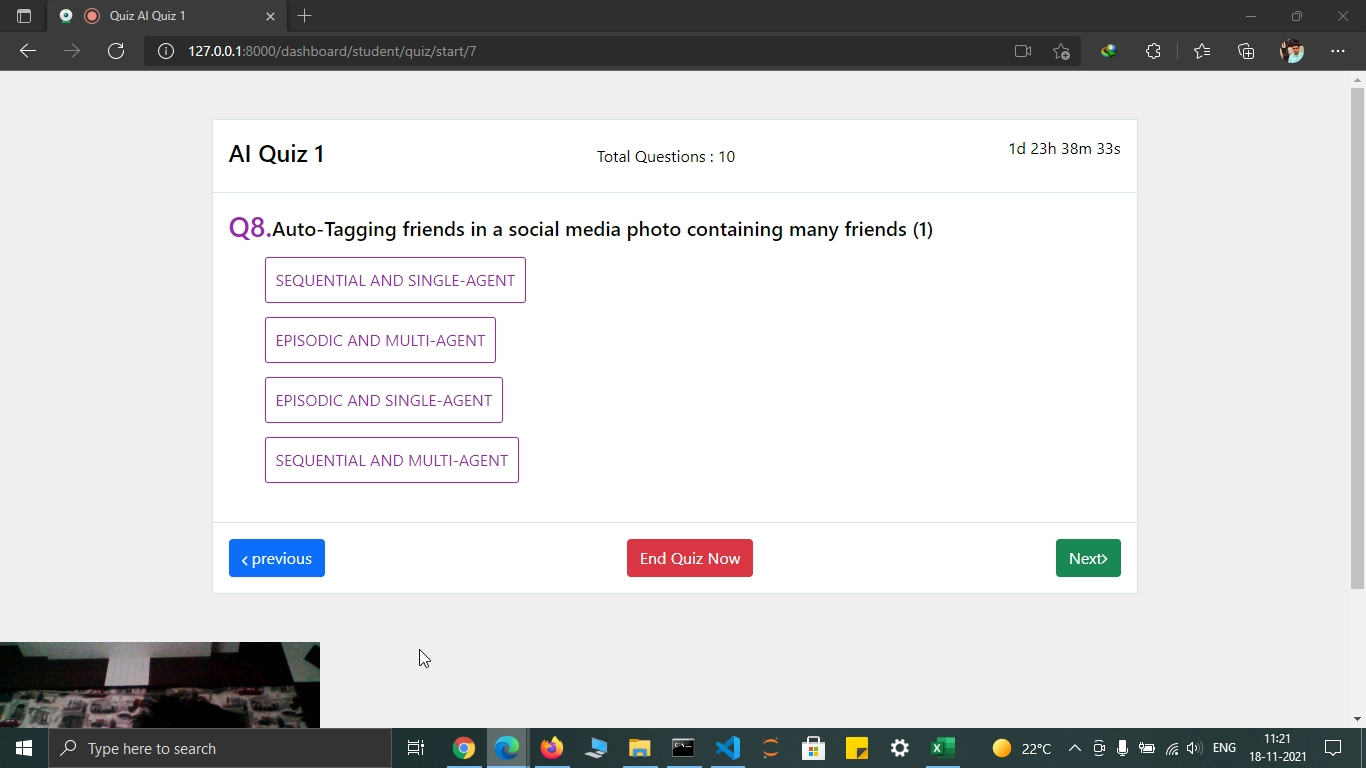 Quiz AI Quiz 1
127.0.0.1:8000/dashboard/student/quiz/start/7
AI Quiz 1
Total Questions : 10
1d 23h 38m 33s
Q8.Auto-Tagging friends in a social media photo containing many friends (1)
SEQUENTIAL AND SINGLE-AGENT
EPISODIC AND MULTI-AGENT
EPISODIC AND SINGLE-AGENT
SEQUENTIAL AND MULTI-AGENT
‹ previous
End Quiz Now
Next›
Type here to search
22°C
ENG
11:21
18-11-2021